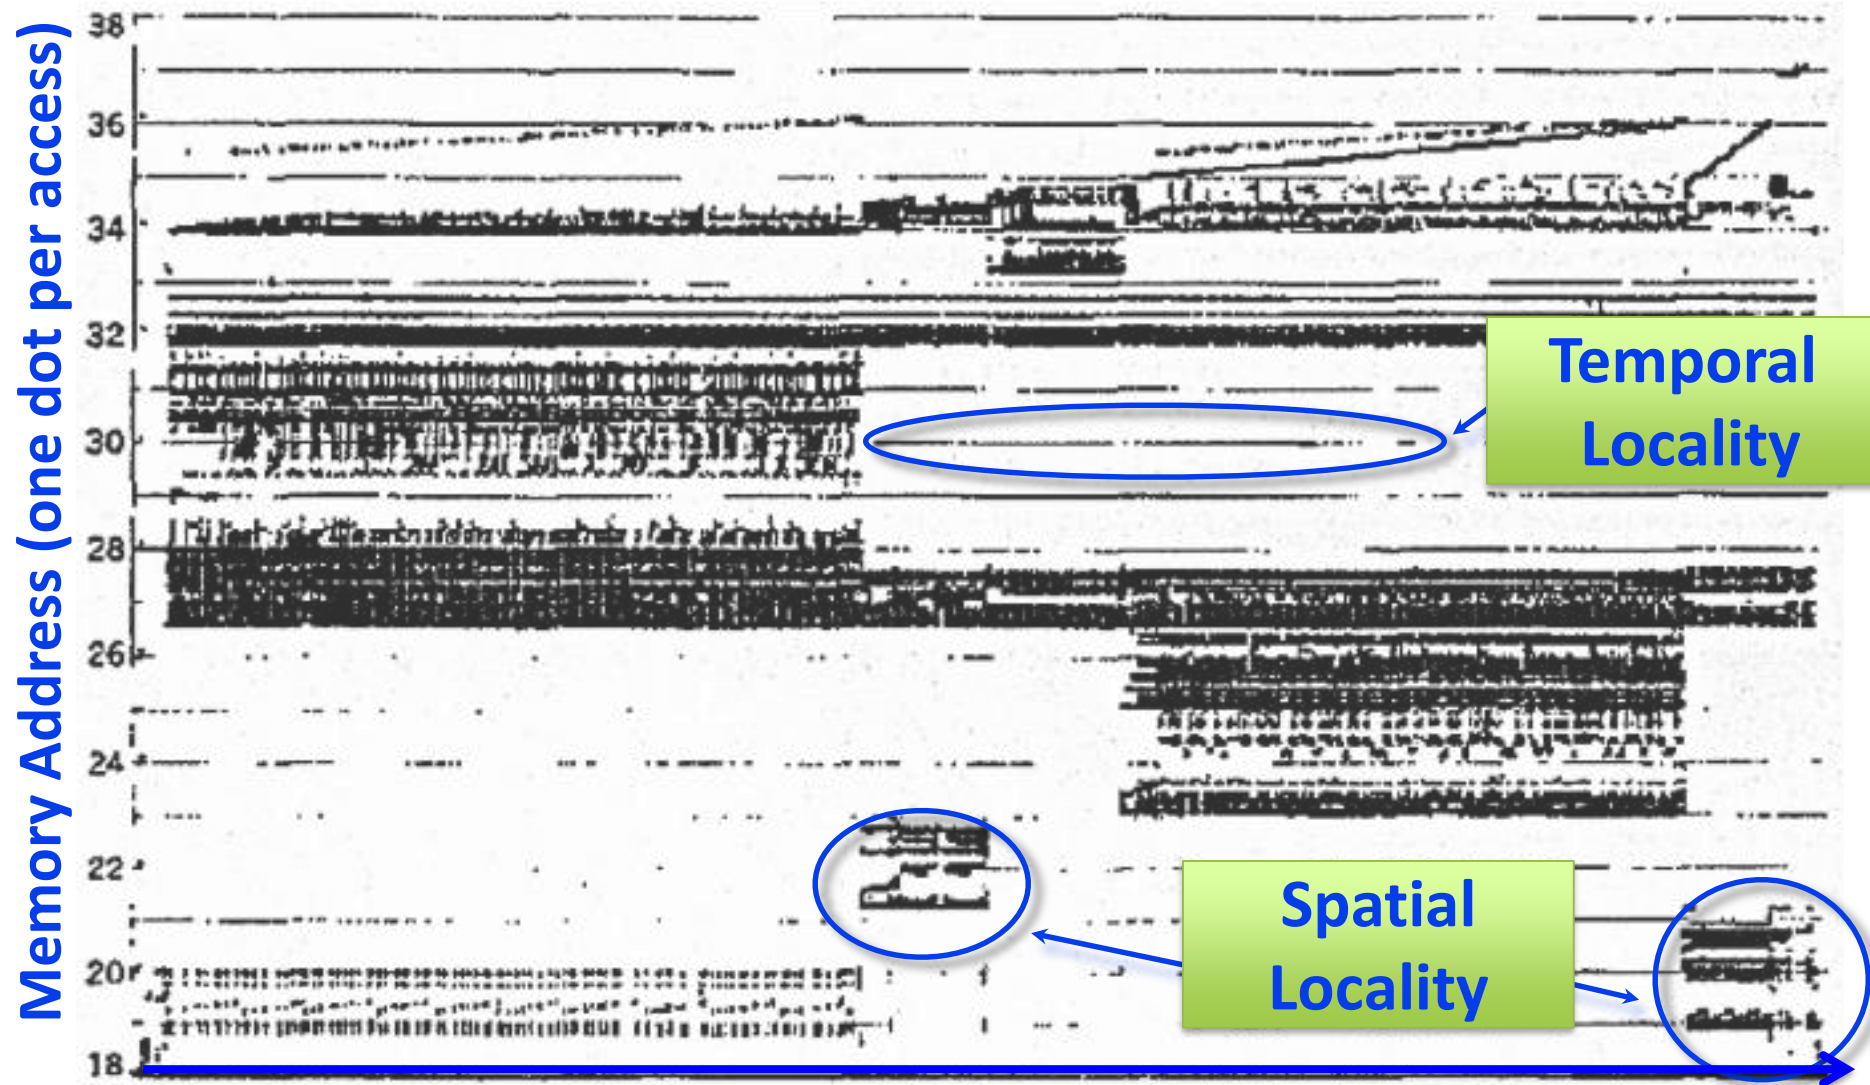 Memory Address (one dot per access)
38
36
34
32
30
28
26
24
22
20
18
Temporal
Locality
Spatial
Locality